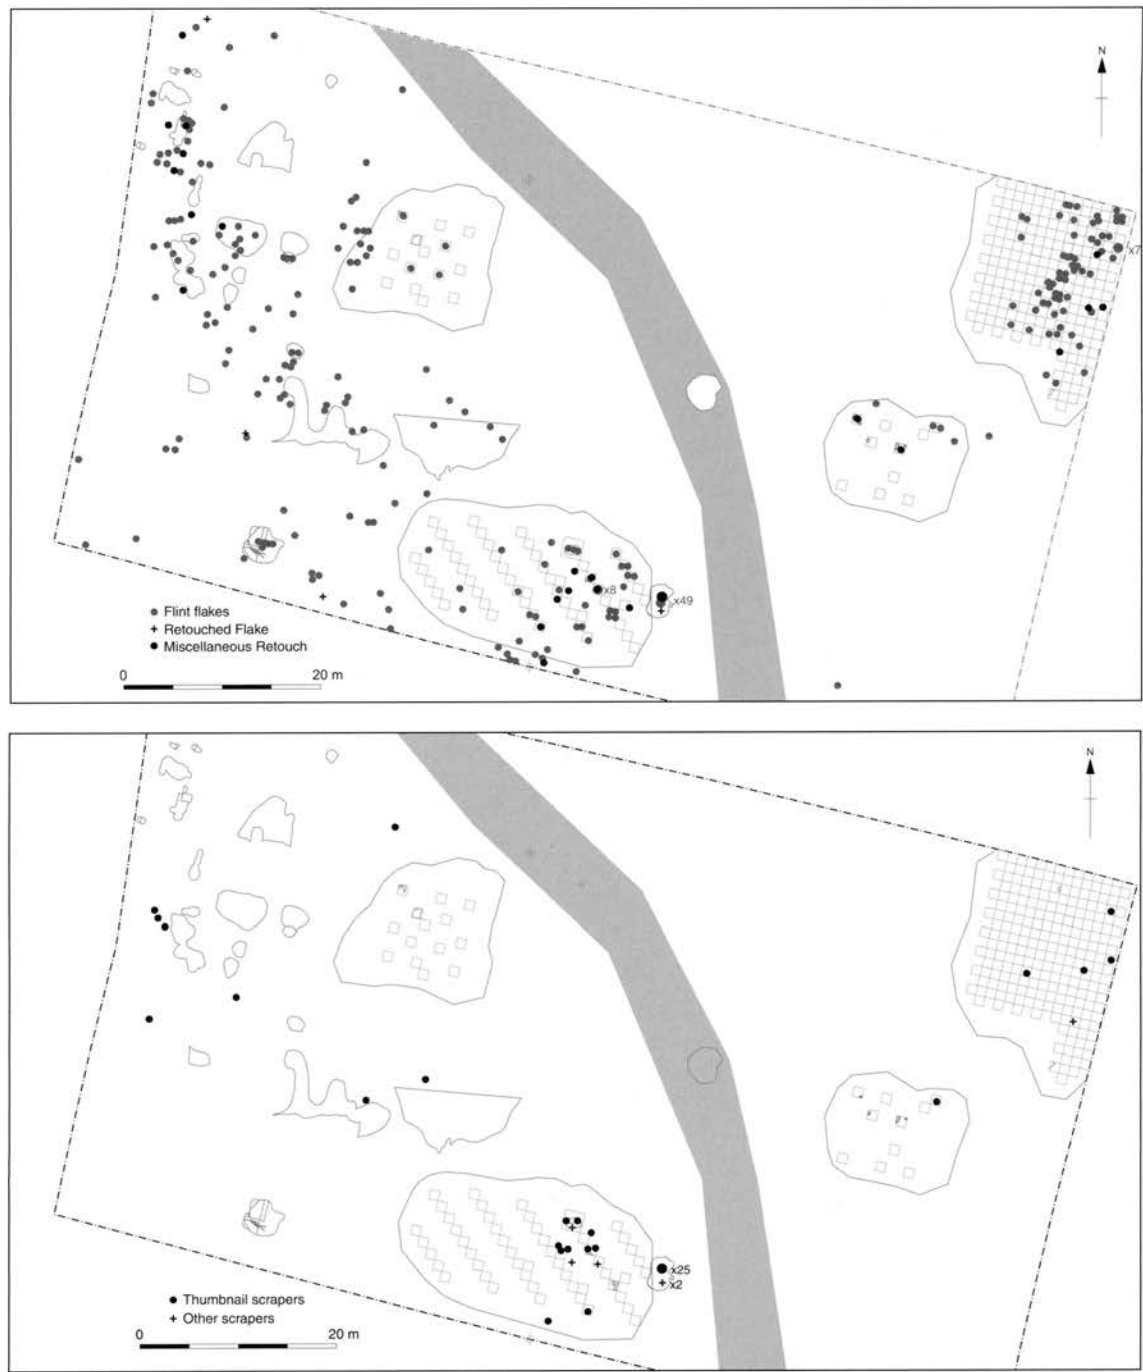 N
x7
x8
x49
Flint flakes
Retouched Flake
Miscellaneous Retouch
0 20 m
N
x25
x2
Thumbnail scrapers
Other scrapers
0 20 m